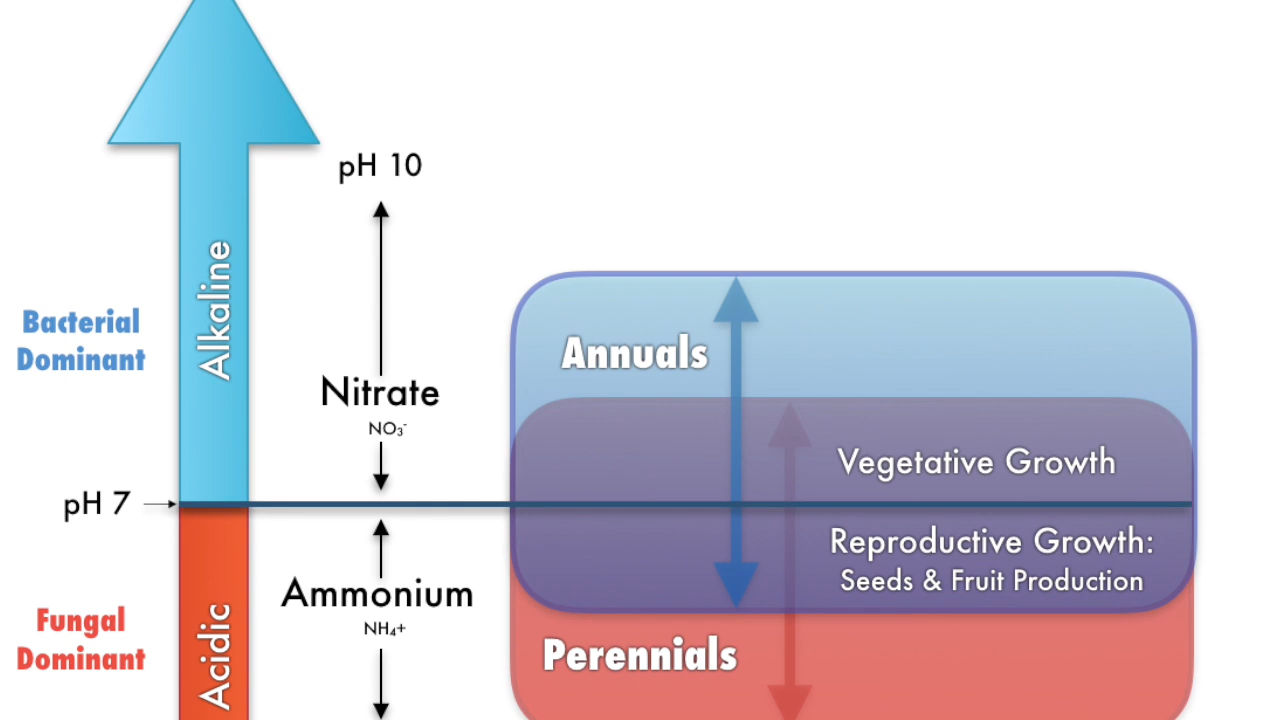 pH 10
Alkaline
Bacterial
Dominant
Nitrate
NO₃⁻
pH 7
Ammonium
NH₄+
Fungal
Dominant
Acidic
Annuals
Vegetative Growth
Reproductive Growth:
Seeds & Fruit Production
Perennials